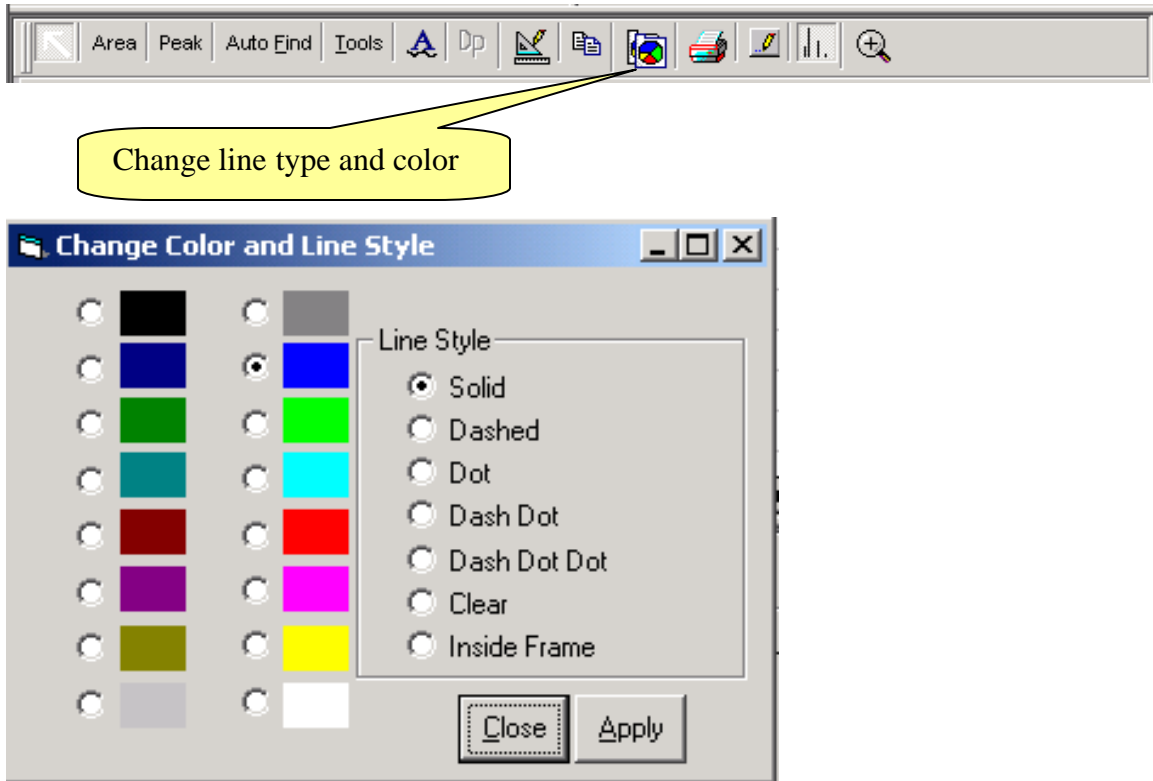 Area Peak Auto Find Tools A Dp
Change line type and color
Change Color and Line Style
Line Style
Solid
Dashed
Dot
Dash Dot
Dash Dot Dot
Clear
Inside Frame
Close Apply